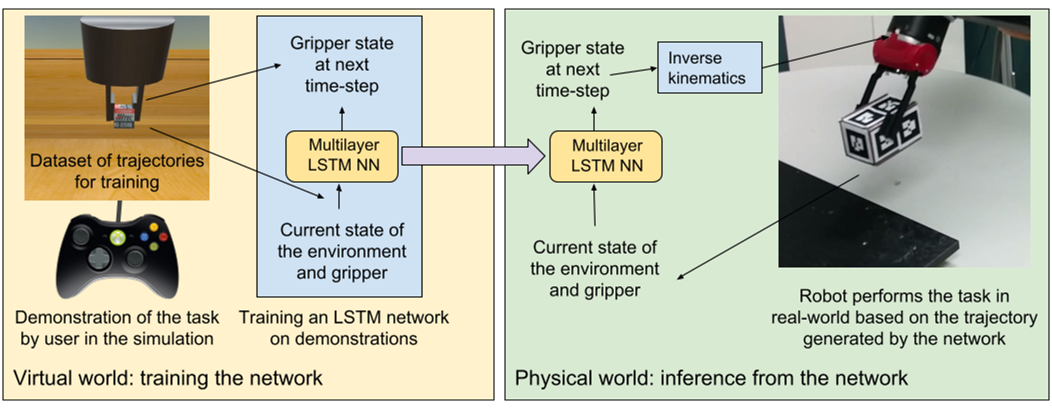 Dataset of trajectories
for training
Demonstration of the task
by user in the simulation
Gripper state
at next
time-step
Multilayer
LSTM NN
Current state of
the environment
and gripper
Training an LSTM network
on demonstrations
Virtual world: training the network
Gripper state
at next
time-step
Inverse
kinematics
Multilayer
LSTM NN
Current state of
the environment
and gripper
Robot performs the task in
real-world based on the trajectory
generated by the network
Physical world: inference from the network